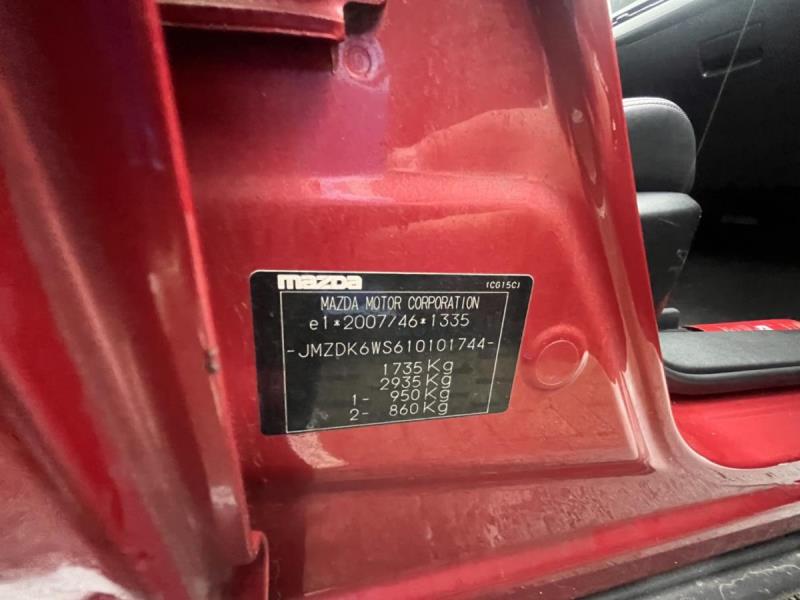 mazda (CG15C)
MAZDA MOTOR CORPORATION
e1*2007/46*1335
-JMZDK6WS610101744-
1735Kg
2935Kg
1- 950Kg
2- 860Kg